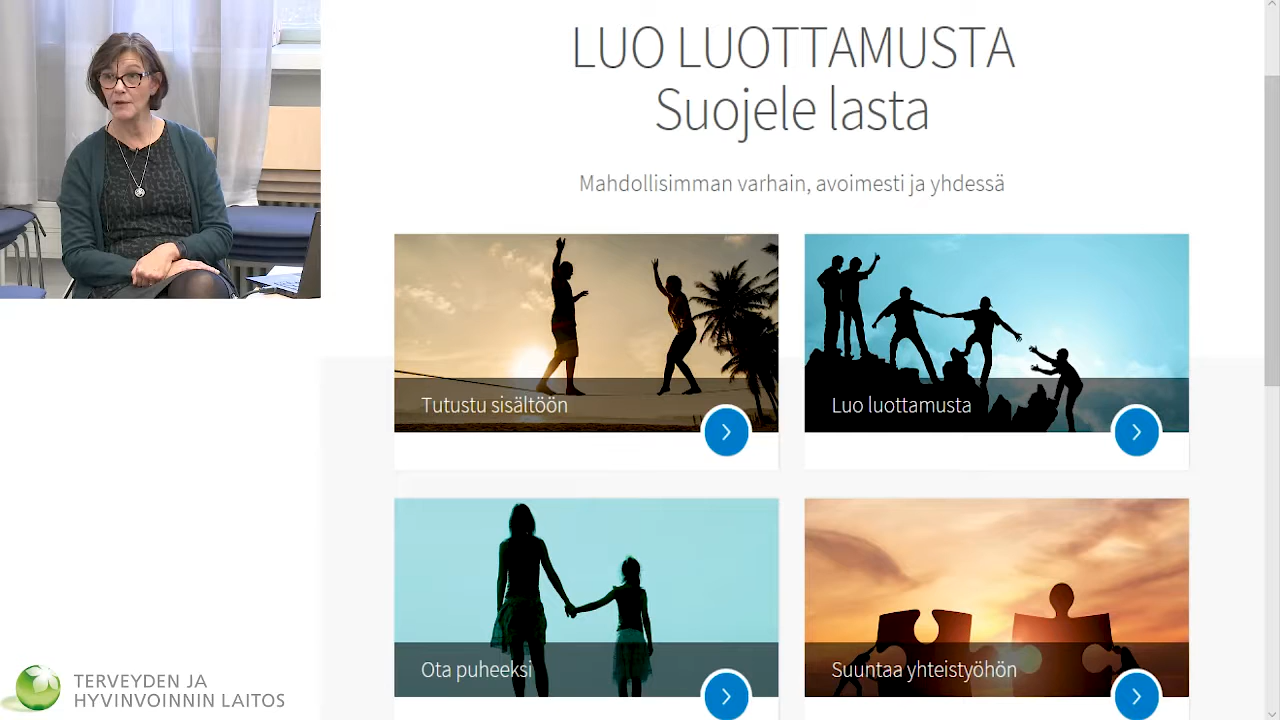 LUO LUOTTAMUSTA
Suojele lasta
Mahdollisimman varhain, avoimesti ja yhdessä
Tutustu sisältöön
Luo luottamusta
Ota puheeksi
Suuntaa yhteistyöhön
TERVEYDEN JA
HYVINVOINNIN LAITOS